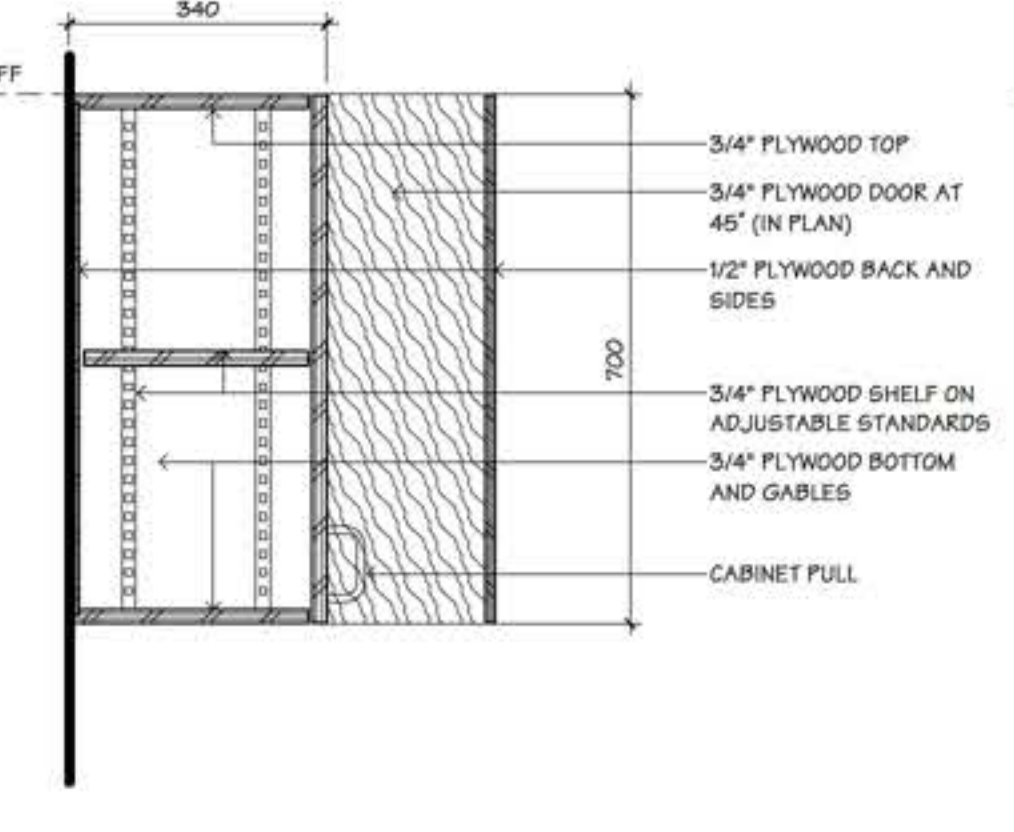 340
FF
3/4" PLYWOOD TOP
3/4" PLYWOOD DOOR AT
45° (IN PLAN)
1/2" PLYWOOD BACK AND
SIDES
700
3/4" PLYWOOD SHELF ON
ADJUSTABLE STANDARDS
3/4" PLYWOOD BOTTOM
AND GABLES
CABINET PULL